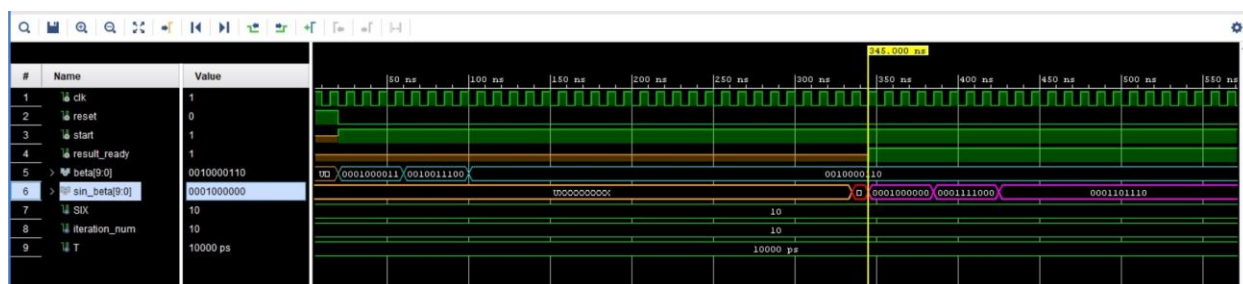 345.000 ns
# Name Value
50 ns 100 ns 150 ns 200 ns 250 ns 300 ns 350 ns 400 ns 450 ns 500 ns 550 ns
1 clk 1
2 reset 0
3 start 1
4 result_ready 1
5 beta[9:0] 0010000110 UU 0001000011 0010011100 0010000110
6 sin_beta[9:0] 0001000000 0001000000 0001111000 0001101110
7 SIX 10 10
8 iteration_num 10 10
9 T 10000 ps 10000 ps